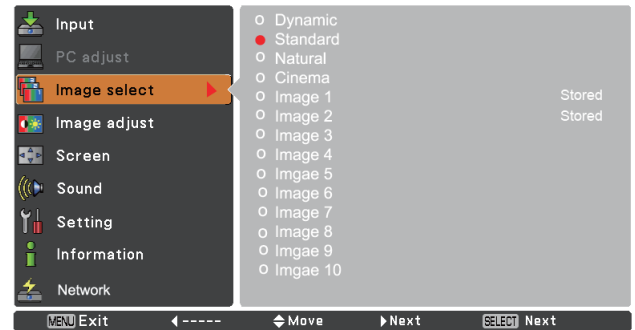 Input
PC adjust
Image select
Image adjust
Screen
Sound
Setting
Information
Network
Dynamic
Standard
Natural
Cinema
Image 1 Stored
Image 2 Stored
Image 3
Image 4
Imgae 5
Image 6
Image 7
Image 8
Imgae 9
Imgae 10
MENU Exit ----- Move Next SELECT Next